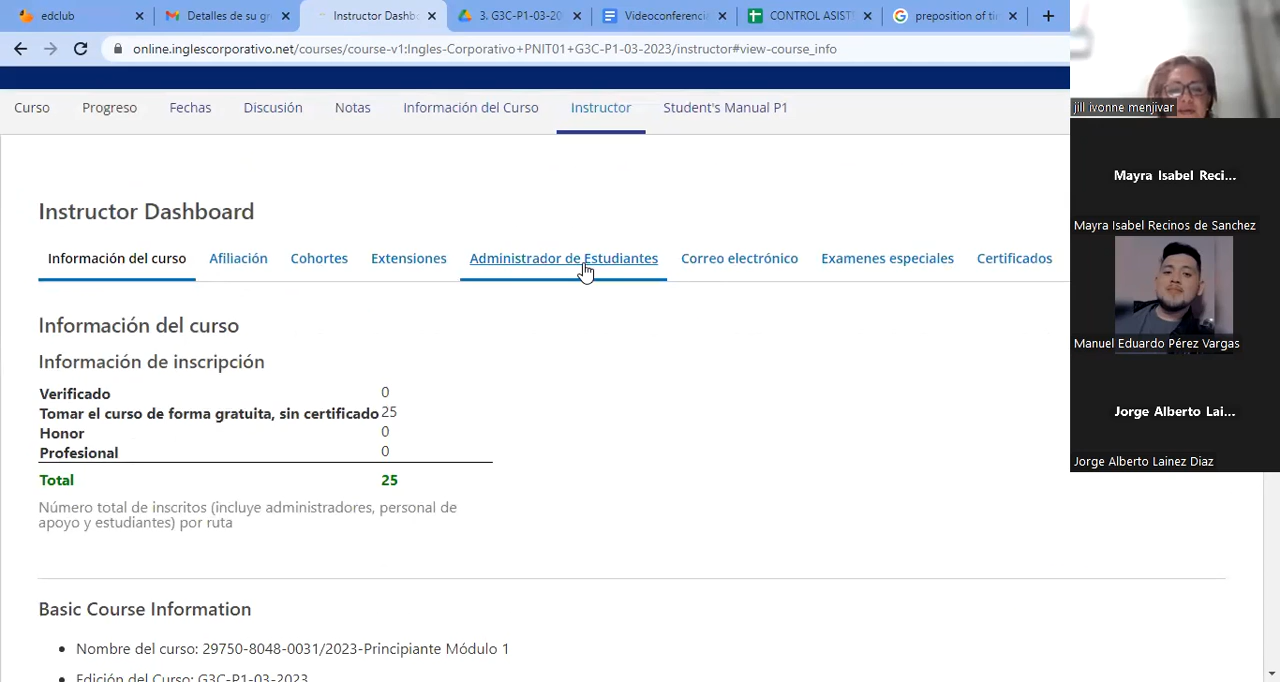 edclub
Detalles de su gr
Instructor Dashb
3. G3C-P1-03-20
Videoconferencia
CONTROL ASIST
preposition of tir
online.inglescorporativo.net/courses/course-v1:Ingles-Corporativo+PNIT01+G3C-P1-03-2023/instructor#view-course_info
Curso Progreso Fechas Discusión Notas Información del Curso Instructor Student's Manual P1
Instructor Dashboard
Información del curso Afiliación Cohortes Extensiones Administrador de Estudiantes Correo electrónico Examenes especiales Certificados
Información del curso
Información de inscripción
Verificado 0
Tomar el curso de forma gratuita, sin certificado 25
Honor 0
Profesional 0
Total 25
Número total de inscritos (incluye administradores, personal de
apoyo y estudiantes) por ruta
Basic Course Information
Nombre del curso: 29750-8048-0031/2023-Principiante Módulo 1
Edición del Curso: G3C-P1-03-2023
jill ivonne menjivar
Mayra Isabel Reci...
Mayra Isabel Recinos de Sanchez
Manuel Eduardo Pérez Vargas
Jorge Alberto Lai...
Jorge Alberto Lainez Diaz